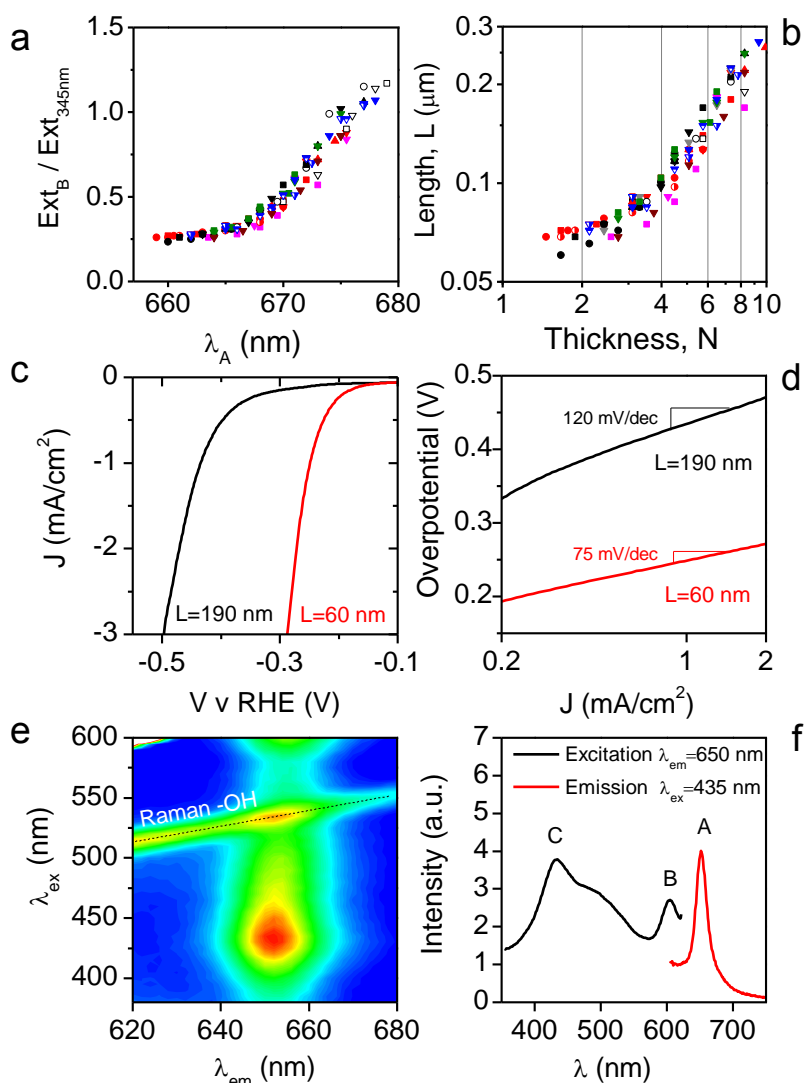 a
Ext_B / Ext_345nm
1.5
1.0
0.5
0.0
660
670
680
λ_A (nm)
b
Length, L (μm)
0.3
0.1
0.05
1
2
4
6
8
10
Thickness, N
c
J (mA/cm²)
0
-1
-2
-3
L=190 nm
L=60 nm
-0.5
-0.3
-0.1
V v RHE (V)
d
Overpotential (V)
0.5
0.4
0.3
0.2
120 mV/dec
L=190 nm
75 mV/dec
L=60 nm
0.2
1
2
J (mA/cm²)
e
λ_ex (nm)
600
550
500
450
400
Raman -OH
620
640
660
680
λ_em (nm)
f
Intensity (a.u.)
7
6
5
4
3
2
1
0
Excitation λ_em=650 nm
Emission λ_ex=435 nm
C
B
A
400
500
600
700
λ (nm)